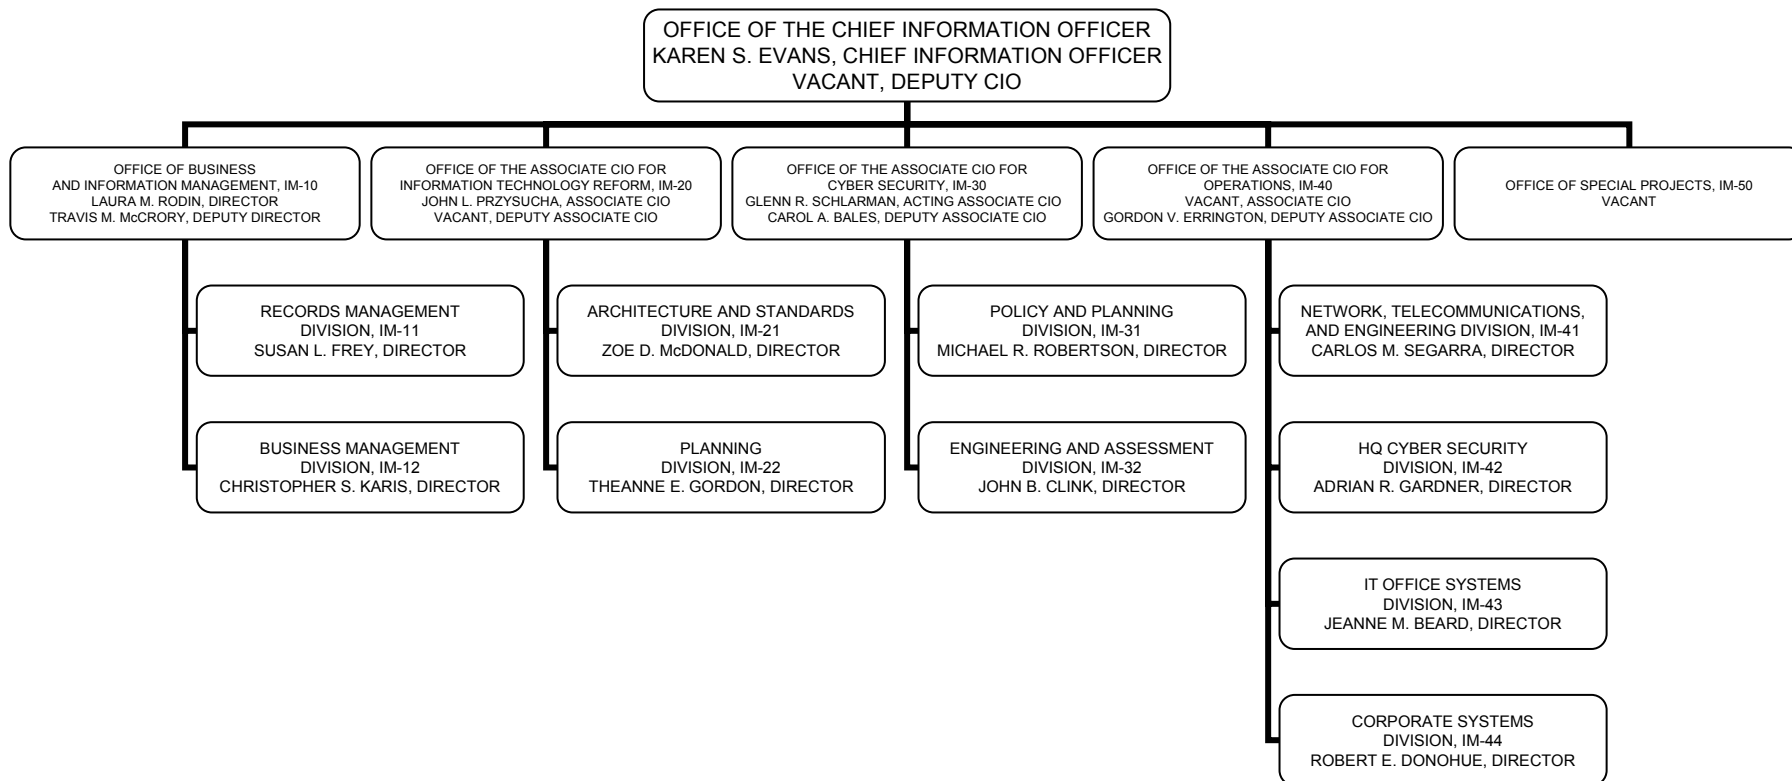 OFFICE OF THE CHIEF INFORMATION OFFICER
KAREN S. EVANS, CHIEF INFORMATION OFFICER
VACANT, DEPUTY CIO
OFFICE OF BUSINESS
AND INFORMATION MANAGEMENT, IM-10
LAURA M. RODIN, DIRECTOR
TRAVIS M. McCRORY, DEPUTY DIRECTOR
OFFICE OF THE ASSOCIATE CIO FOR
INFORMATION TECHNOLOGY REFORM, IM-20
JOHN L. PRZYSUCHA, ASSOCIATE CIO
VACANT, DEPUTY ASSOCIATE CIO
OFFICE OF THE ASSOCIATE CIO FOR
CYBER SECURITY, IM-30
GLENN R. SCHLARMAN, ACTING ASSOCIATE CIO
CAROL A. BALES, DEPUTY ASSOCIATE CIO
OFFICE OF THE ASSOCIATE CIO FOR
OPERATIONS, IM-40
VACANT, ASSOCIATE CIO
GORDON V. ERRINGTON, DEPUTY ASSOCIATE CIO
OFFICE OF SPECIAL PROJECTS, IM-50
VACANT
RECORDS MANAGEMENT
DIVISION, IM-11
SUSAN L. FREY, DIRECTOR
ARCHITECTURE AND STANDARDS
DIVISION, IM-21
ZOE D. McDONALD, DIRECTOR
POLICY AND PLANNING
DIVISION, IM-31
MICHAEL R. ROBERTSON, DIRECTOR
NETWORK, TELECOMMUNICATIONS,
AND ENGINEERING DIVISION, IM-41
CARLOS M. SEGARRA, DIRECTOR
BUSINESS MANAGEMENT
DIVISION, IM-12
CHRISTOPHER S. KARIS, DIRECTOR
PLANNING
DIVISION, IM-22
THEANNE E. GORDON, DIRECTOR
ENGINEERING AND ASSESSMENT
DIVISION, IM-32
JOHN B. CLINK, DIRECTOR
HQ CYBER SECURITY
DIVISION, IM-42
ADRIAN R. GARDNER, DIRECTOR
IT OFFICE SYSTEMS
DIVISION, IM-43
JEANNE M. BEARD, DIRECTOR
CORPORATE SYSTEMS
DIVISION, IM-44
ROBERT E. DONOHUE, DIRECTOR